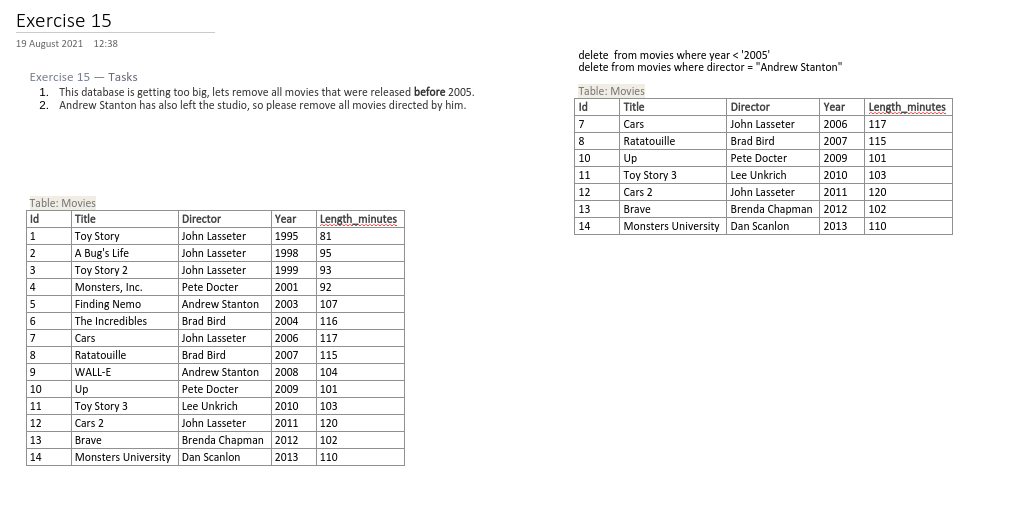 Exercise 15
19 August 2021 12:38
Exercise 15 — Tasks
1. This database is getting too big, lets remove all movies that were released before 2005.
2. Andrew Stanton has also left the studio, so please remove all movies directed by him.
Table: Movies
Id Title Director Year Length_minutes
1 Toy Story John Lasseter 1995 81
2 A Bug's Life John Lasseter 1998 95
3 Toy Story 2 John Lasseter 1999 93
4 Monsters, Inc. Pete Docter 2001 92
5 Finding Nemo Andrew Stanton 2003 107
6 The Incredibles Brad Bird 2004 116
7 Cars John Lasseter 2006 117
8 Ratatouille Brad Bird 2007 115
9 WALL-E Andrew Stanton 2008 104
10 Up Pete Docter 2009 101
11 Toy Story 3 Lee Unkrich 2010 103
12 Cars 2 John Lasseter 2011 120
13 Brave Brenda Chapman 2012 102
14 Monsters University Dan Scanlon 2013 110
delete from movies where year < '2005'
delete from movies where director = "Andrew Stanton"
Table: Movies
Id Title Director Year Length_minutes
7 Cars John Lasseter 2006 117
8 Ratatouille Brad Bird 2007 115
10 Up Pete Docter 2009 101
11 Toy Story 3 Lee Unkrich 2010 103
12 Cars 2 John Lasseter 2011 120
13 Brave Brenda Chapman 2012 102
14 Monsters University Dan Scanlon 2013 110